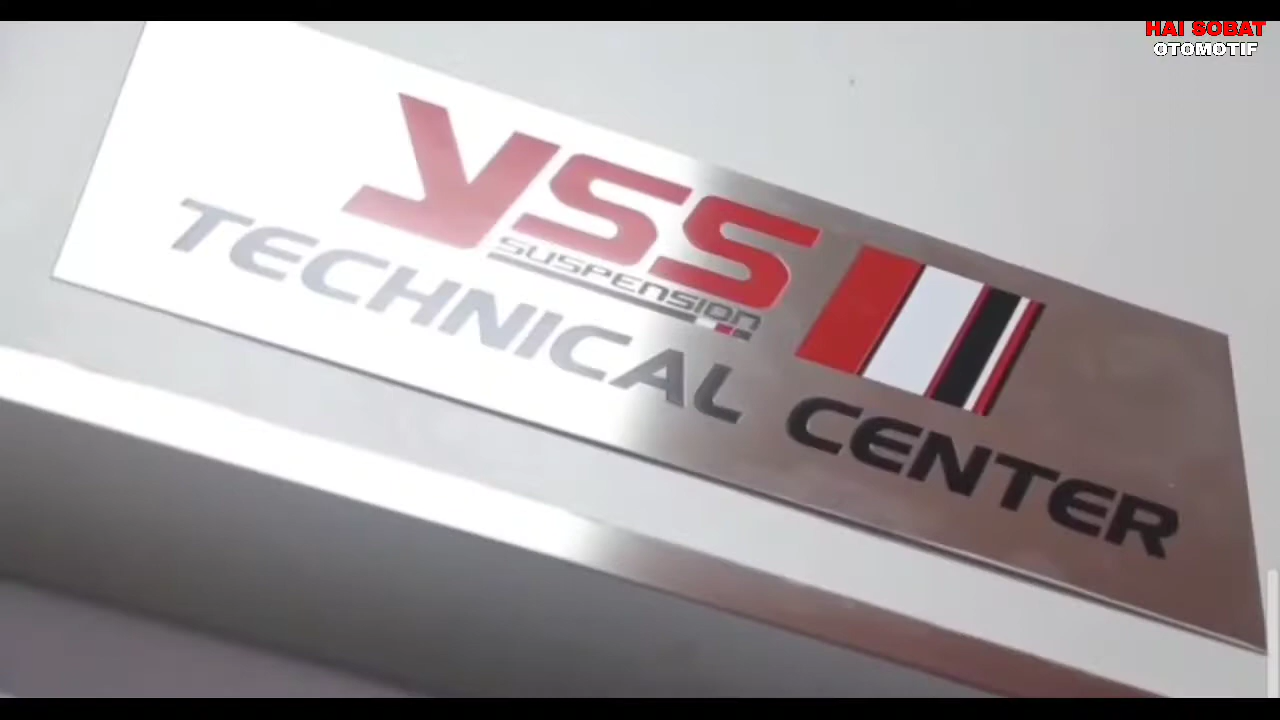 HAI SOBAT
OTOMOTIF
YSS
SUSPENSION
TECHNICAL CENTER